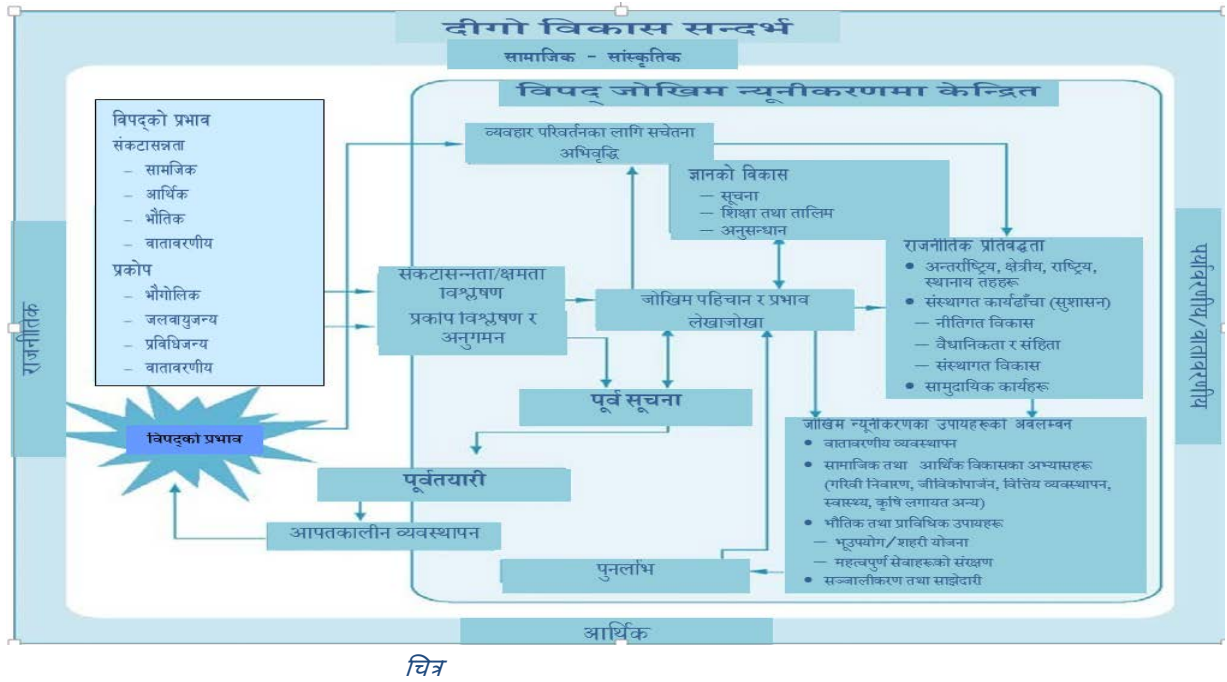 दीगो विकास सन्दर्भ
सामाजिक - सांस्कृतिक
विपद् जोखिम न्यूनीकरणमा केन्द्रित
विपद्को प्रभाव
संकटासन्नता
– सामजिक
– आर्थिक
– भौतिक
– वातावरणीय
प्रकोप
– भौगोलिक
– जलवायुजन्य
– प्रविधिजन्य
– वातावरणीय
व्यवहार परिवर्तनका लागि सचेतना
अभिवृद्धि
ज्ञानको विकास
— सूचना
— शिक्षा तथा तालिम
— अनुसन्धान
राजनीतिक प्रतिवद्धता
• अन्तर्राष्ट्रिय, क्षेत्रीय, राष्ट्रिय,
स्थानाय तहहरू
• संस्थागत कार्यढाँचा (सुशासन)
— नीतिगत विकास
— वैधानिकता र संहिता
— संस्थागत विकास
• सामुदायिक कार्यहरू
संकटासन्नता/क्षमता
विश्लेषण
प्रकोप विश्लेषण र
अनुगमन
जोखिम पहिचान र प्रभाव
लेखाजोखा
राजनीतिक
पर्यावरणीय/वातावरणीय
पूर्व सूचना
विपद्को प्रभाव
पूर्वतयारी
आपतकालीन व्यवस्थापन
जोखिम न्यूनीकरणका उपायहरूको अवलम्बन
• वातावरणीय व्यवस्थापन
• सामाजिक तथा आर्थिक विकासका अभ्यासहरू
(गरिवी निवारण, जीविकोपार्जन, वित्तिय व्यवस्थापन,
स्वास्थ्य, कृषि लगायत अन्य)
• भौतिक तथा प्राविधिक उपायहरू
— भूउपयोग/शहरी योजना
— महत्वपुर्ण सेवाहरूको संरक्षण
• सञ्जालीकरण तथा साझेदारी
पुनर्लाभ
आर्थिक
चित्र